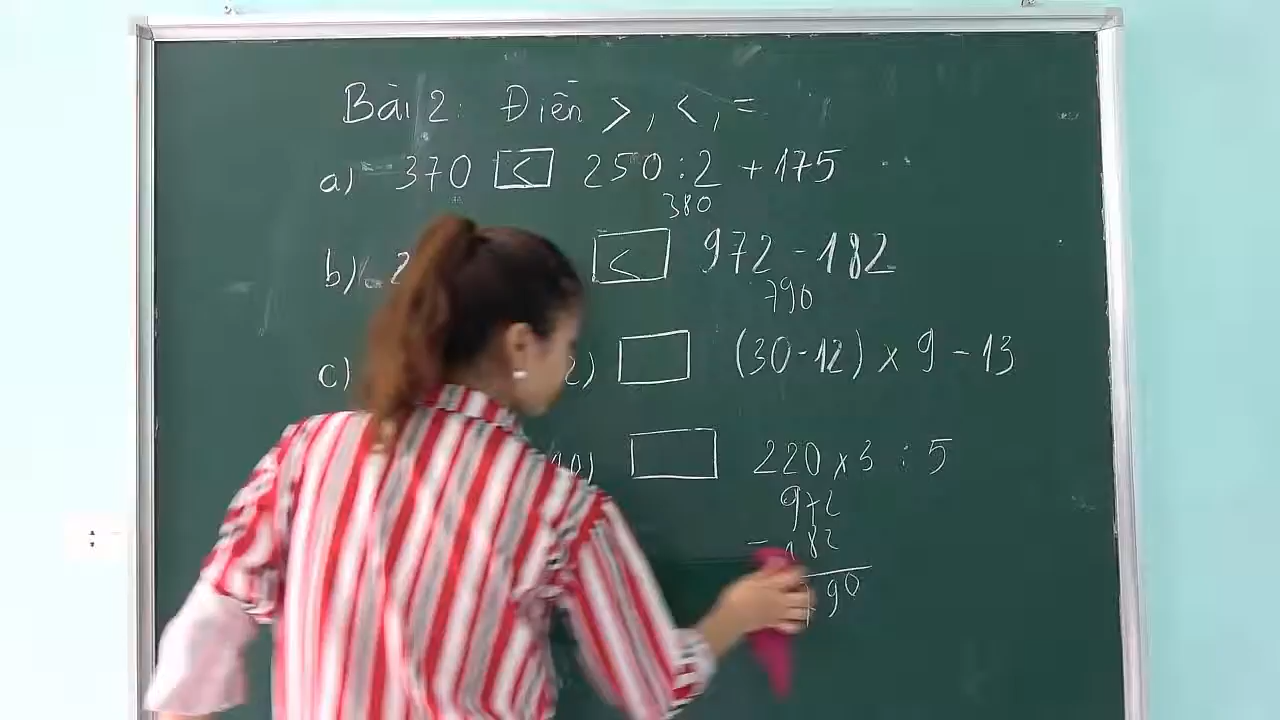 Bài 2: Điền >, <, =
a) 370 < 250 : 2 + 175
380
b) 2 < 972 - 182
790
c) 2) (30 - 12) x 9 - 13
10) 220 x 3 : 5
972
- 182
90